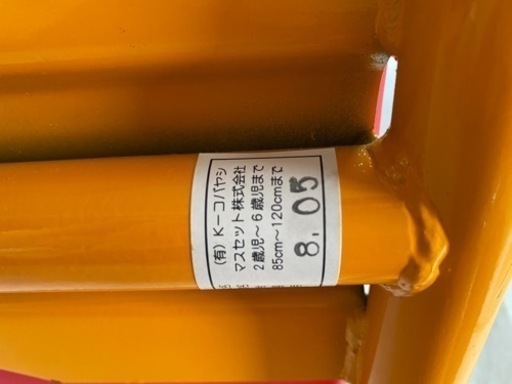 (有)K－コバヤシ
マスセット株式会社
2歳児～6歳児まで
85cm～120cmまで
8.05